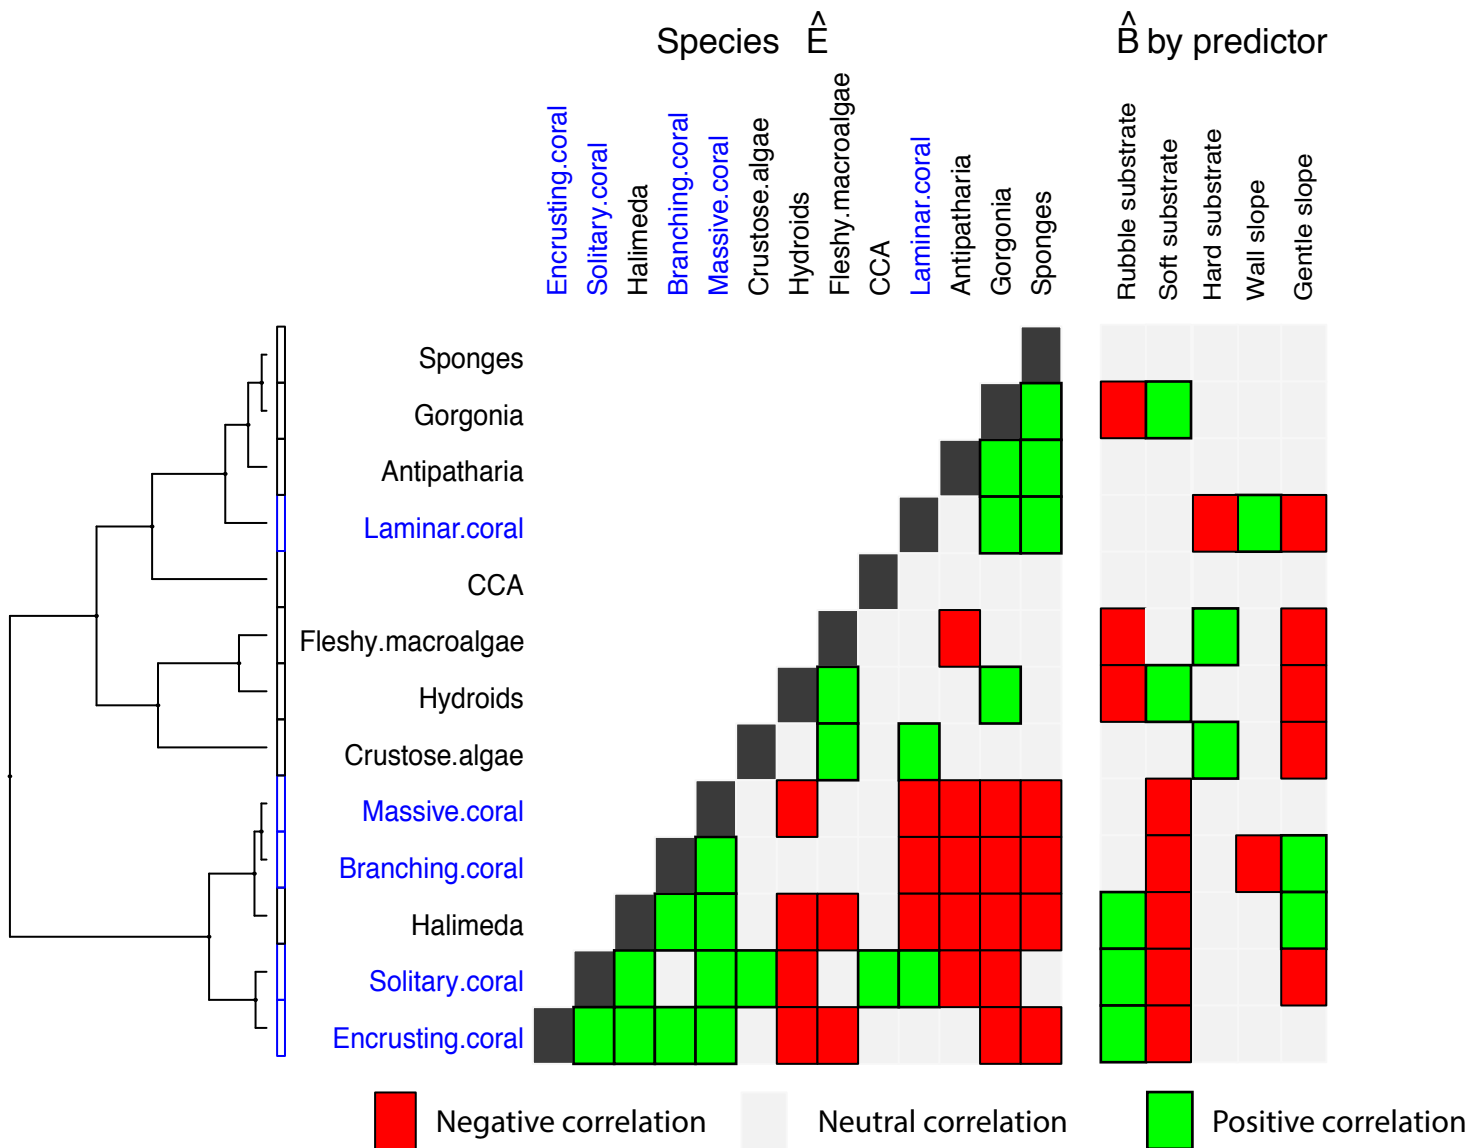 Species Ê
B̂ by predictor
Encrusting.coral
Solitary.coral
Halimeda
Branching.coral
Massive.coral
Crustose.algae
Hydroids
Fleshy.macroalgae
CCA
Laminar.coral
Antipatharia
Gorgonia
Sponges
Rubble substrate
Soft substrate
Hard substrate
Wall slope
Gentle slope
Sponges
Gorgonia
Antipatharia
Laminar.coral
CCA
Fleshy.macroalgae
Hydroids
Crustose.algae
Massive.coral
Branching.coral
Halimeda
Solitary.coral
Encrusting.coral
Negative correlation
Neutral correlation
Positive correlation